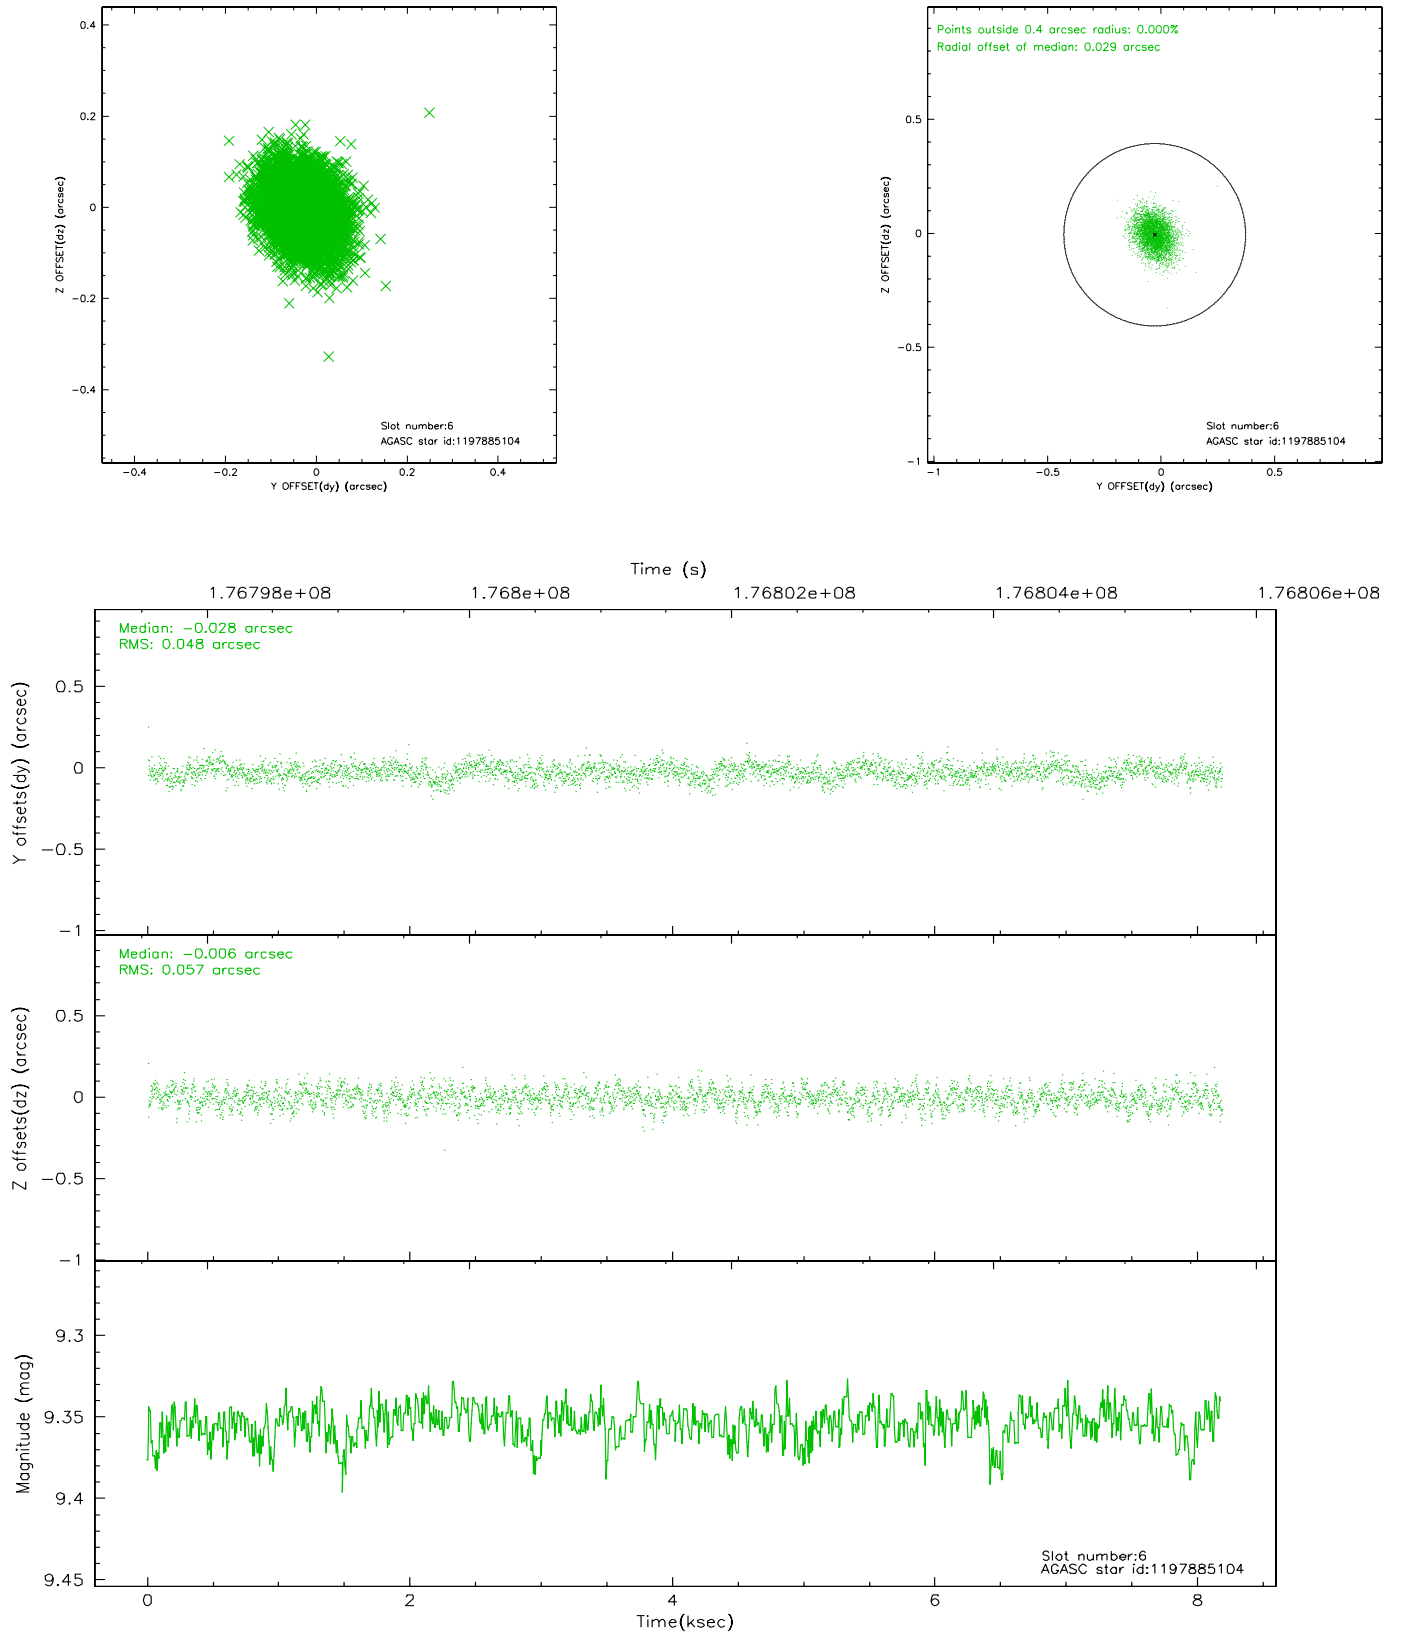 0.4
0.2
0
−0.2
−0.4
Z OFFSET(dz) (arcsec)
Slot number:6
AGASC star id:1197885104
−0.4 −0.2 0 0.2 0.4
Y OFFSET(dy) (arcsec)
Points outside 0.4 arcsec radius: 0.000%
Radial offset of median: 0.029 arcsec
0.5
0
−0.5
−1
Z OFFSET(dz) (arcsec)
Slot number:6
AGASC star id:1197885104
−1 −0.5 0 0.5
Y OFFSET(dy) (arcsec)
Time (s)
1.76798e+08 1.768e+08 1.76802e+08 1.76804e+08 1.76806e+08
Median: −0.028 arcsec
RMS: 0.048 arcsec
0.5
0
−0.5
−1
Y offsets(dy) (arcsec)
Median: −0.006 arcsec
RMS: 0.057 arcsec
0.5
0
−0.5
−1
Z offsets(dz) (arcsec)
9.3
9.35
9.4
9.45
Magnitude (mag)
Slot number:6
AGASC star id:1197885104
0 2 4 6 8
Time(ksec)